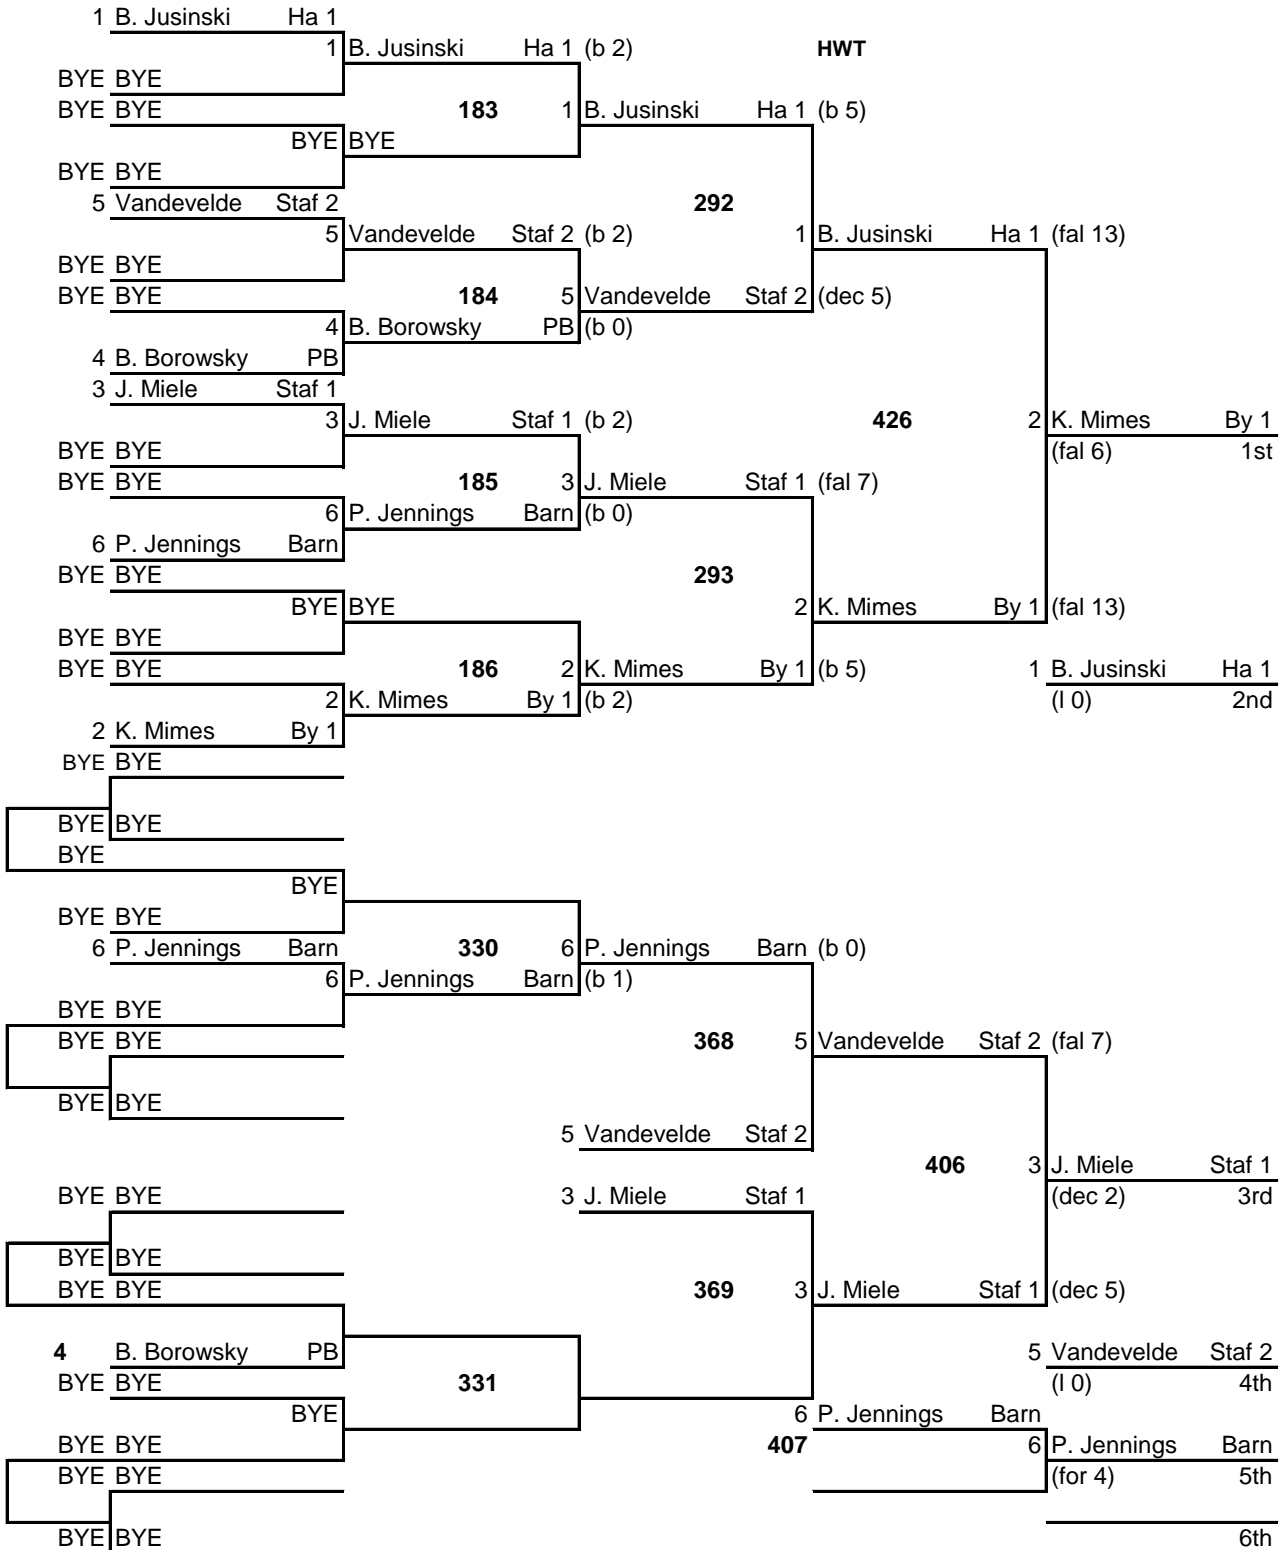 1 B. Jusinski Ha 1
1 B. Jusinski Ha 1 (b 2) HWT
BYE BYE
BYE BYE 183 1 B. Jusinski Ha 1 (b 5)
BYE BYE
BYE BYE
5 Vandevelde Staf 2 292
5 Vandevelde Staf 2 (b 2) 1 B. Jusinski Ha 1 (fal 13)
BYE BYE
BYE BYE 184 5 Vandevelde Staf 2 (dec 5)
4 B. Borowsky PB (b 0)
4 B. Borowsky PB
3 J. Miele Staf 1
3 J. Miele Staf 1 (b 2) 426 2 K. Mimes By 1
BYE BYE (fal 6) 1st
BYE BYE 185 3 J. Miele Staf 1 (fal 7)
6 P. Jennings Barn (b 0)
6 P. Jennings Barn
BYE BYE 293
BYE BYE 2 K. Mimes By 1 (fal 13)
BYE BYE
BYE BYE 186 2 K. Mimes By 1 (b 5) 1 B. Jusinski Ha 1
2 K. Mimes By 1 (b 2) (l 0) 2nd
2 K. Mimes By 1
BYE BYE
BYE BYE
BYE
BYE
BYE BYE
6 P. Jennings Barn 330 6 P. Jennings Barn (b 0)
6 P. Jennings Barn (b 1)
BYE BYE
BYE BYE 368 5 Vandevelde Staf 2 (fal 7)
BYE BYE
5 Vandevelde Staf 2
406 3 J. Miele Staf 1
BYE BYE 3 J. Miele Staf 1 (dec 2) 3rd
BYE BYE
BYE BYE 369 3 J. Miele Staf 1 (dec 5)
4 B. Borowsky PB 5 Vandevelde Staf 2
BYE BYE 331 (l 0) 4th
BYE 6 P. Jennings Barn
BYE BYE 407 6 P. Jennings Barn
BYE BYE (for 4) 5th
BYE BYE 6th